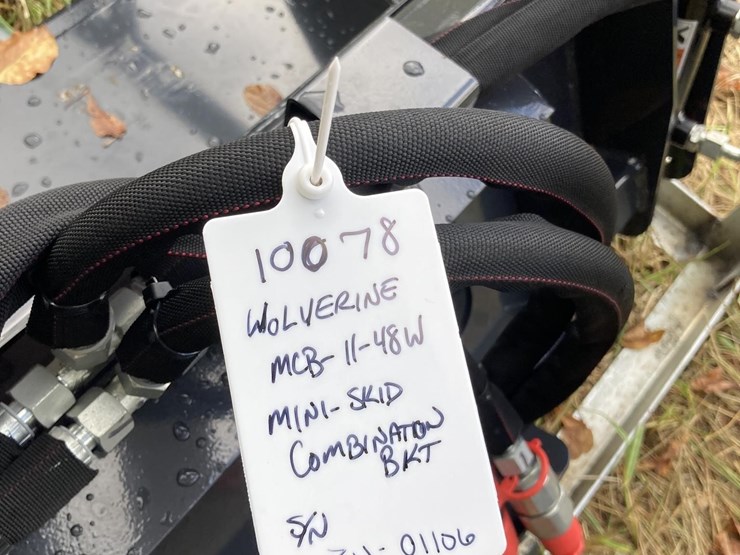 10078
WOLVERINE
MCB-11-48W
MINI-SKID
COMBINATION
BKT
S/N
01106